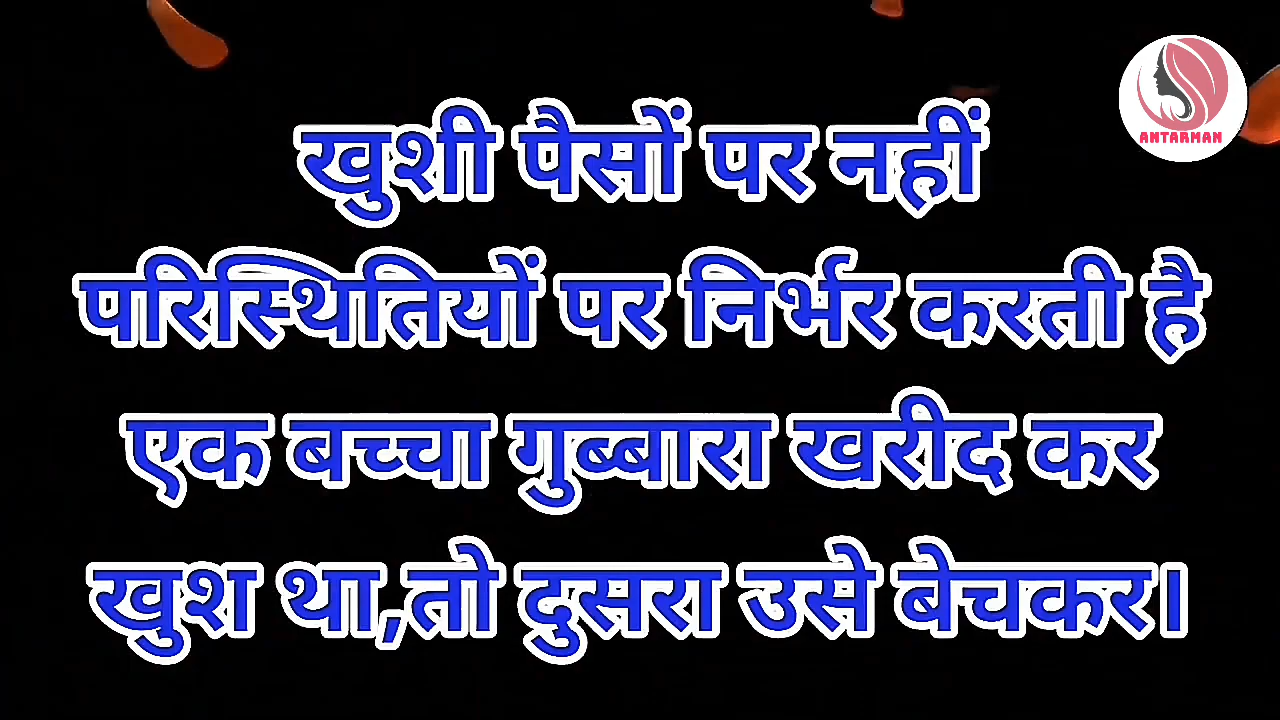 ANTARMAN
खुशी पैसों पर नहीं
परिस्थितियों पर निर्भर करती है
एक बच्चा गुब्बारा खरीद कर
खुश था,तो दुसरा उसे बेचकर।